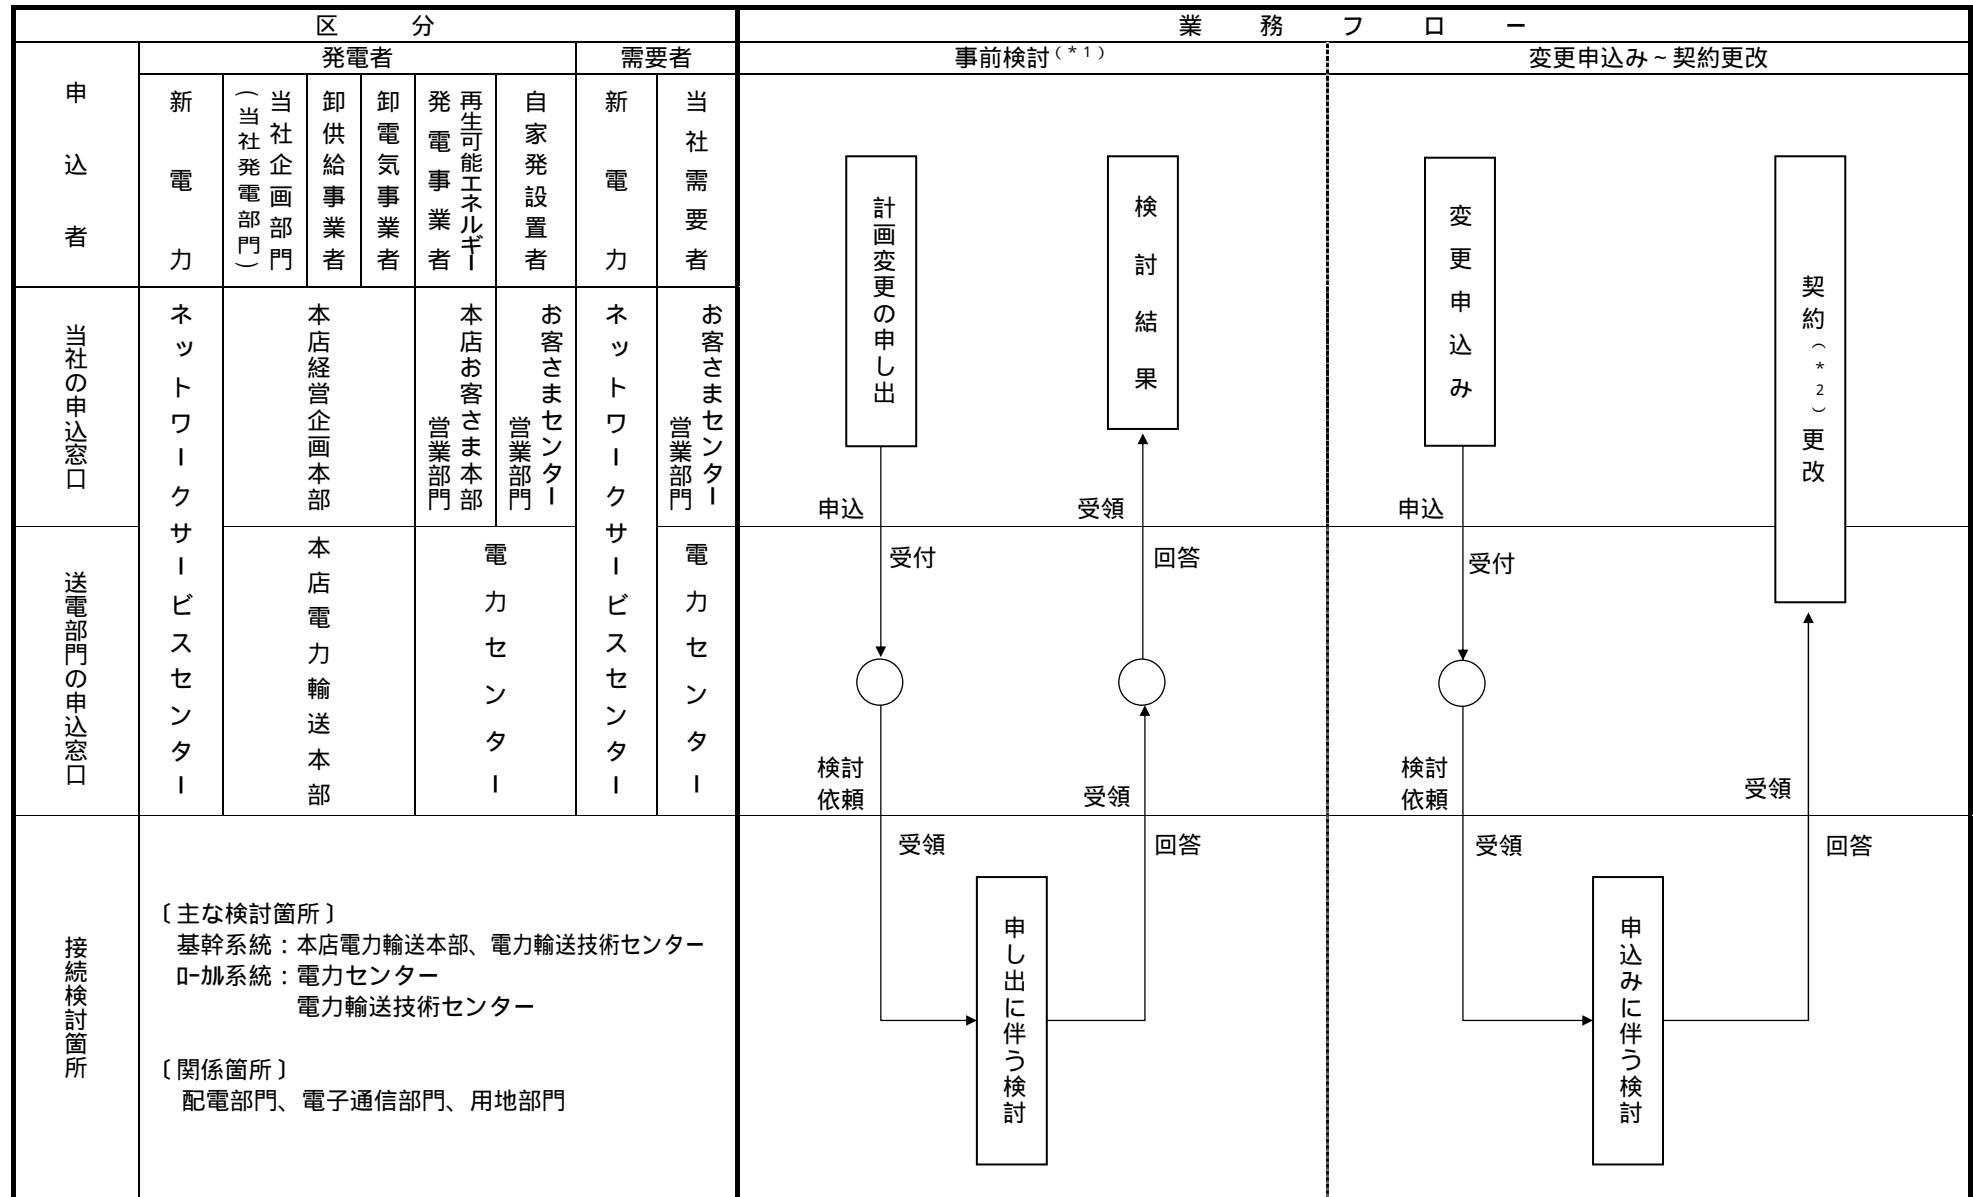 区 分
業 務 フ ロ ー
申込者
発電者
需要者
事前検討(*1)
変更申込み~契約更改
新電力
当社企画部門
(当社発電部門)
卸供給事業者
卸電気事業者
再生可能エネルギー
発電事業者
自家発設置者
新電力
当社需要者
当社の申込窓口
ネットワークサービスセンター
本店経営企画本部
本店お客さま本部
営業部門
お客さまセンター
営業部門
ネットワークサービスセンター
お客さまセンター
営業部門
送電部門の申込窓口
本店電力輸送本部
電力センター
電力センター
接続検討箇所
〔主な検討箇所〕
基幹系統:本店電力輸送本部、電力輸送技術センター
ローカル系統:電力センター
電力輸送技術センター
〔関係箇所〕
配電部門、電子通信部門、用地部門
計画変更の申し出
申込
受付
検討
依頼
受領
申し出に伴う検討
回答
受領
回答
受領
検討結果
変更申込み
申込
受付
検討
依頼
受領
申込みに伴う検討
回答
受領
契約(*2)更改